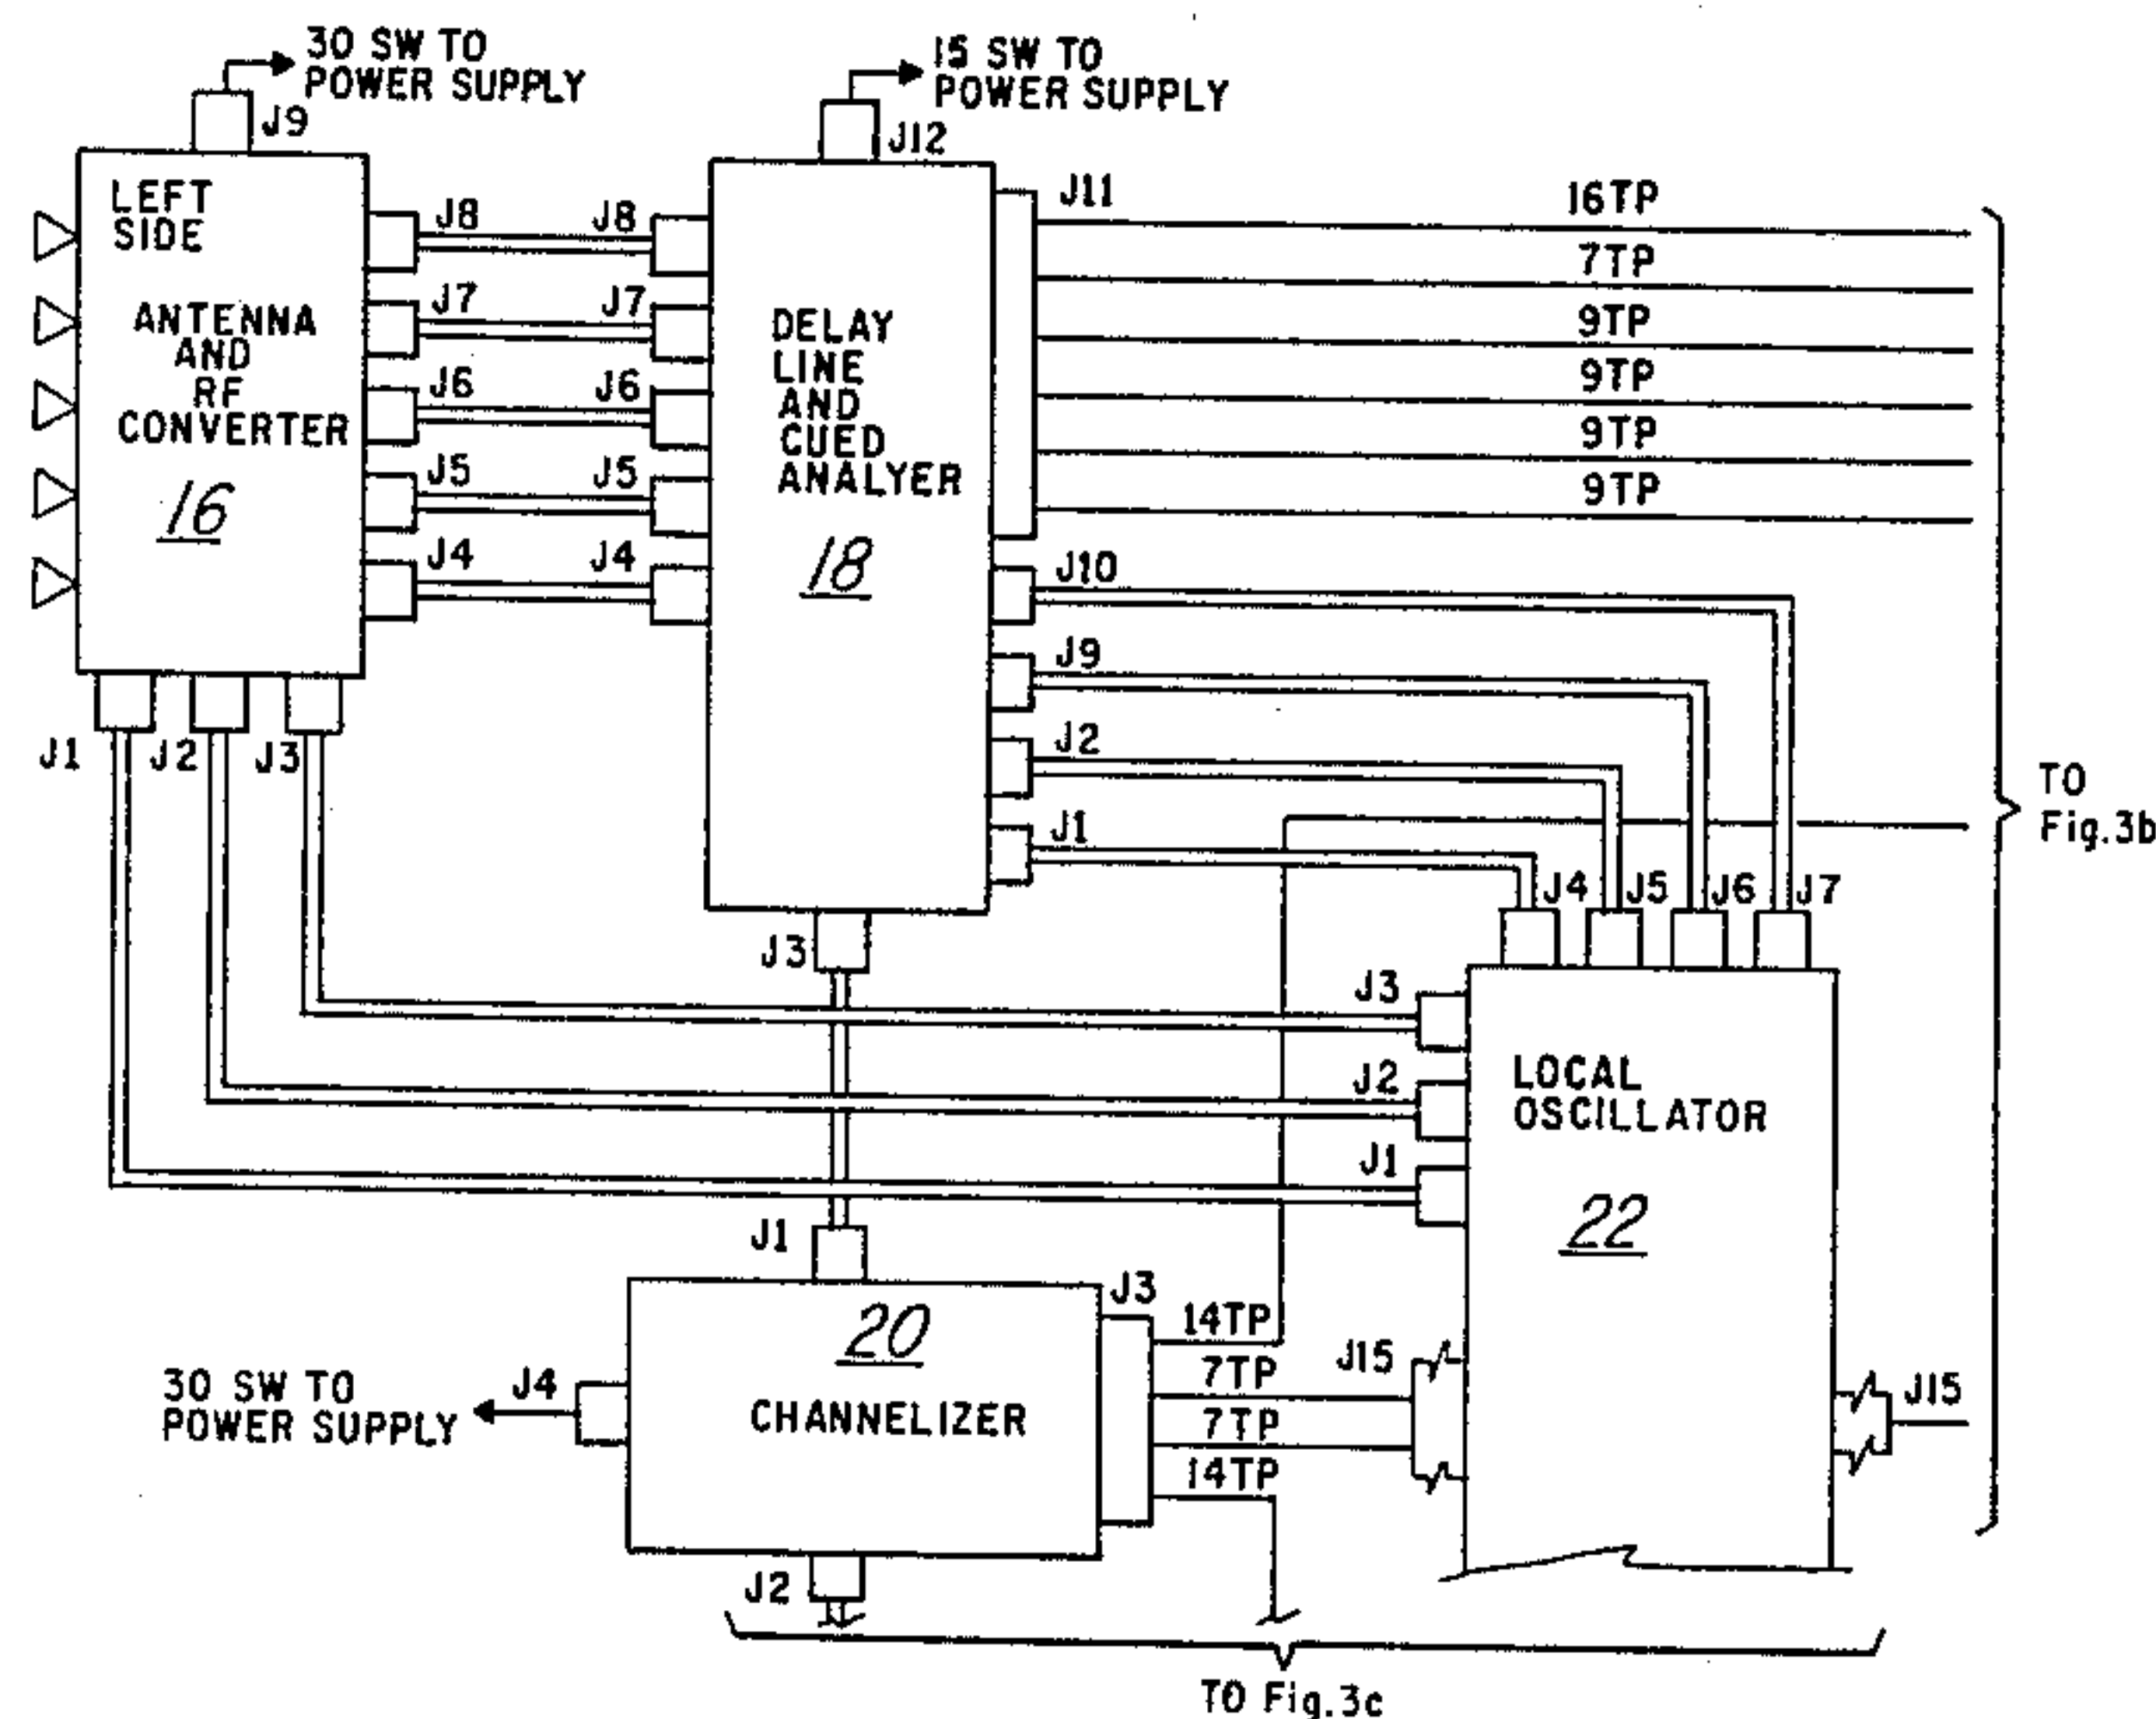 30 SW TO
POWER SUPPLY
J9
15 SW TO
POWER SUPPLY
J12
LEFT
SIDE
ANTENNA
AND
RF
CONVERTER
16
J8
J7
J6
J5
J4
J8
J7
J6
J5
J4
DELAY
LINE
AND
CUED
ANALYER
18
J11
16TP
7TP
9TP
9TP
9TP
9TP
J10
J9
J2
J1
J1 J2 J3
J3
TO
Fig.3b
J4 J5 J6 J7
J3
J2
J1
LOCAL
OSCILLATOR
22
J15
J15
J1
20
CHANNELIZER
J3
14TP
7TP
7TP
14TP
30 SW TO
POWER SUPPLY
J4
J2
TO Fig.3c